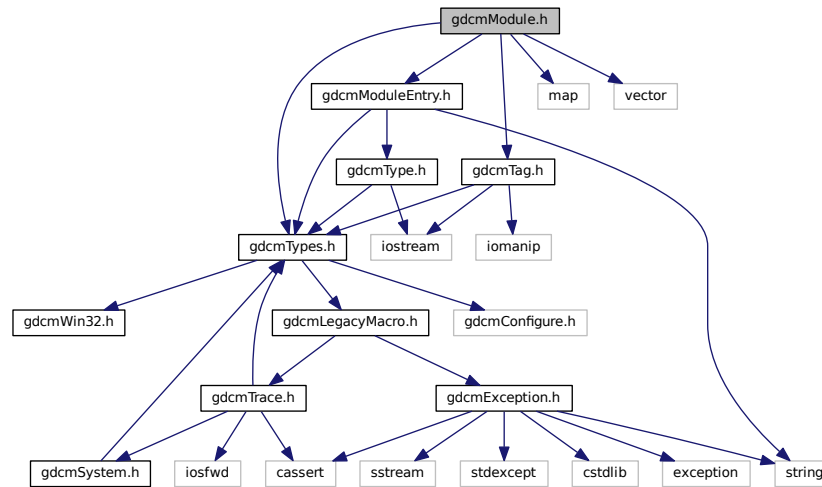 gdcmModule.h
gdcmModuleEntry.h
map
vector
gdcmType.h
gdcmTag.h
gdcmTypes.h
iostream
iomanip
gdcmWin32.h
gdcmLegacyMacro.h
gdcmConfigure.h
gdcmTrace.h
gdcmException.h
gdcmSystem.h
iosfwd
cassert
sstream
stdexcept
cstdlib
exception
string